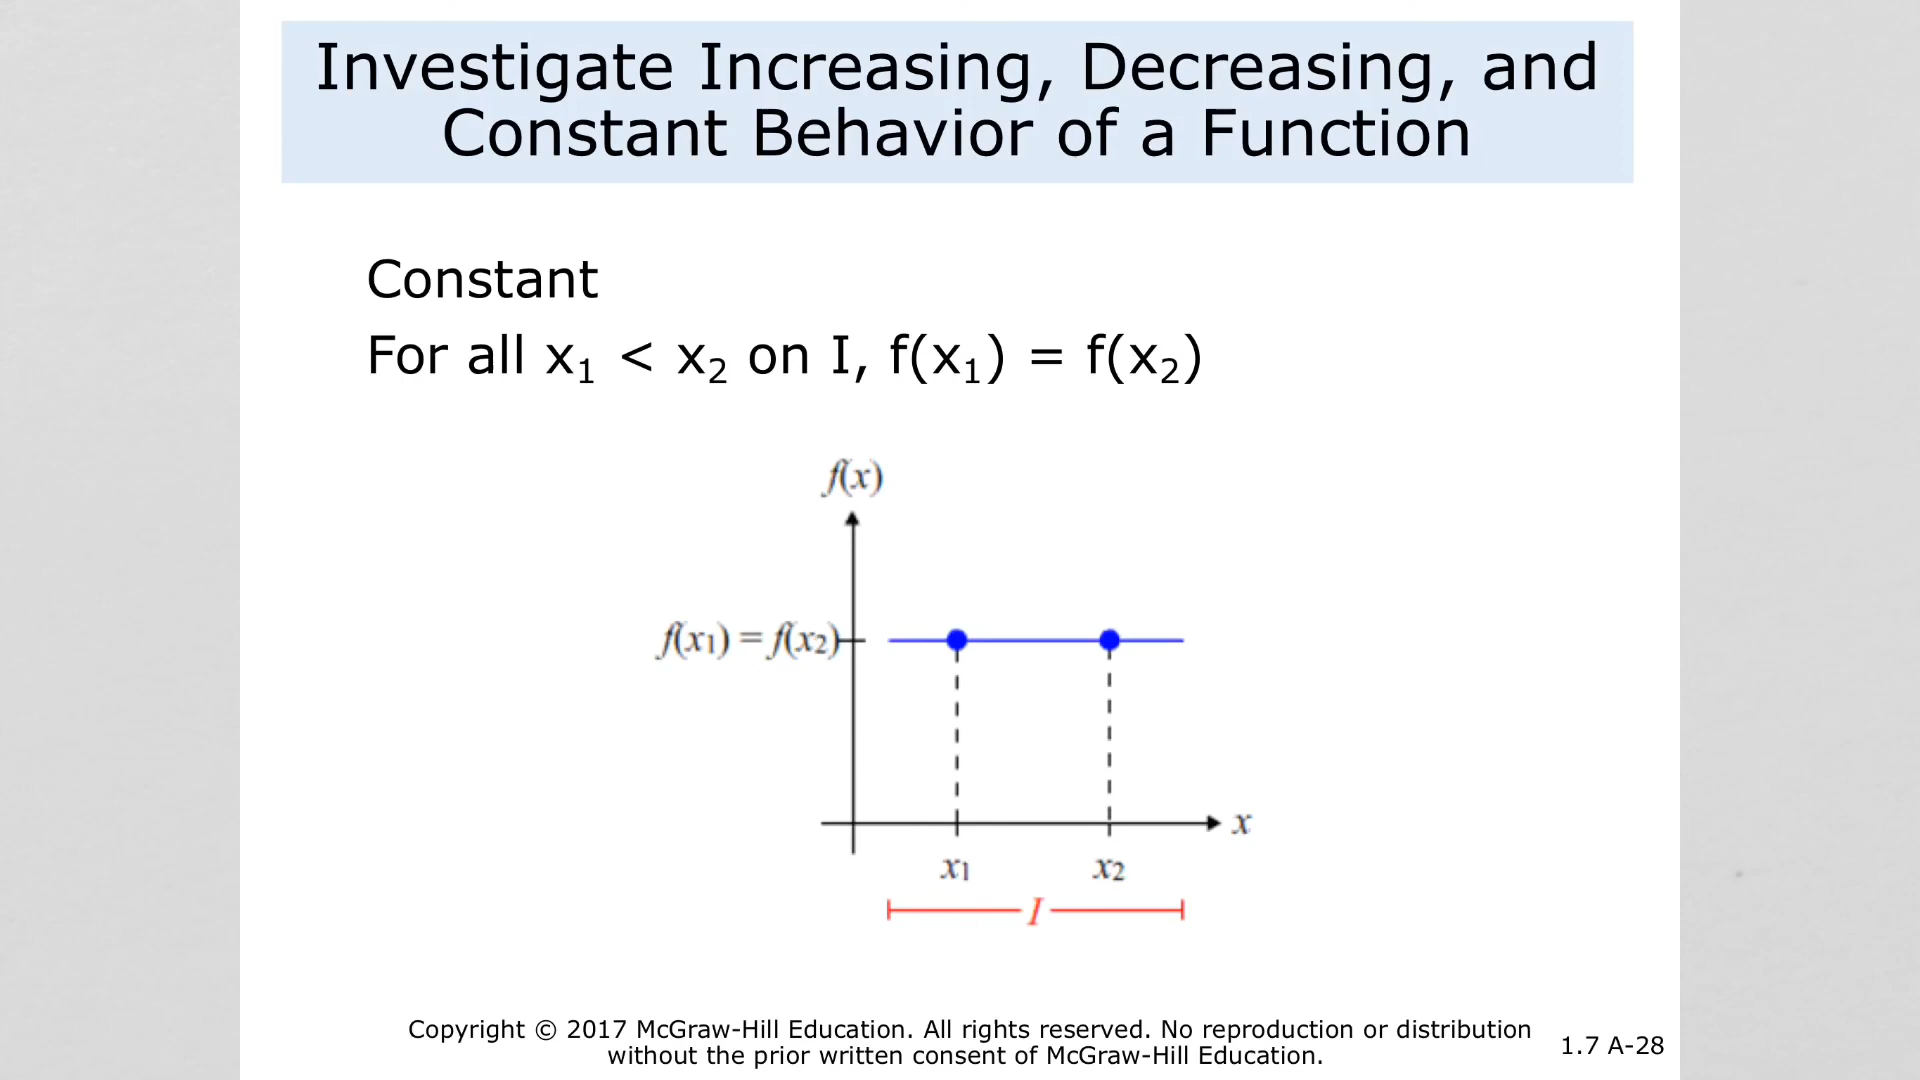 Investigate Increasing, Decreasing, and
Constant Behavior of a Function
Constant
For all x₁ < x₂ on I, f(x₁) = f(x₂)
f(x)
f(x1) = f(x2)
x
x1 x2
I
Copyright © 2017 McGraw-Hill Education. All rights reserved. No reproduction or distribution
without the prior written consent of McGraw-Hill Education.
1.7 A-28